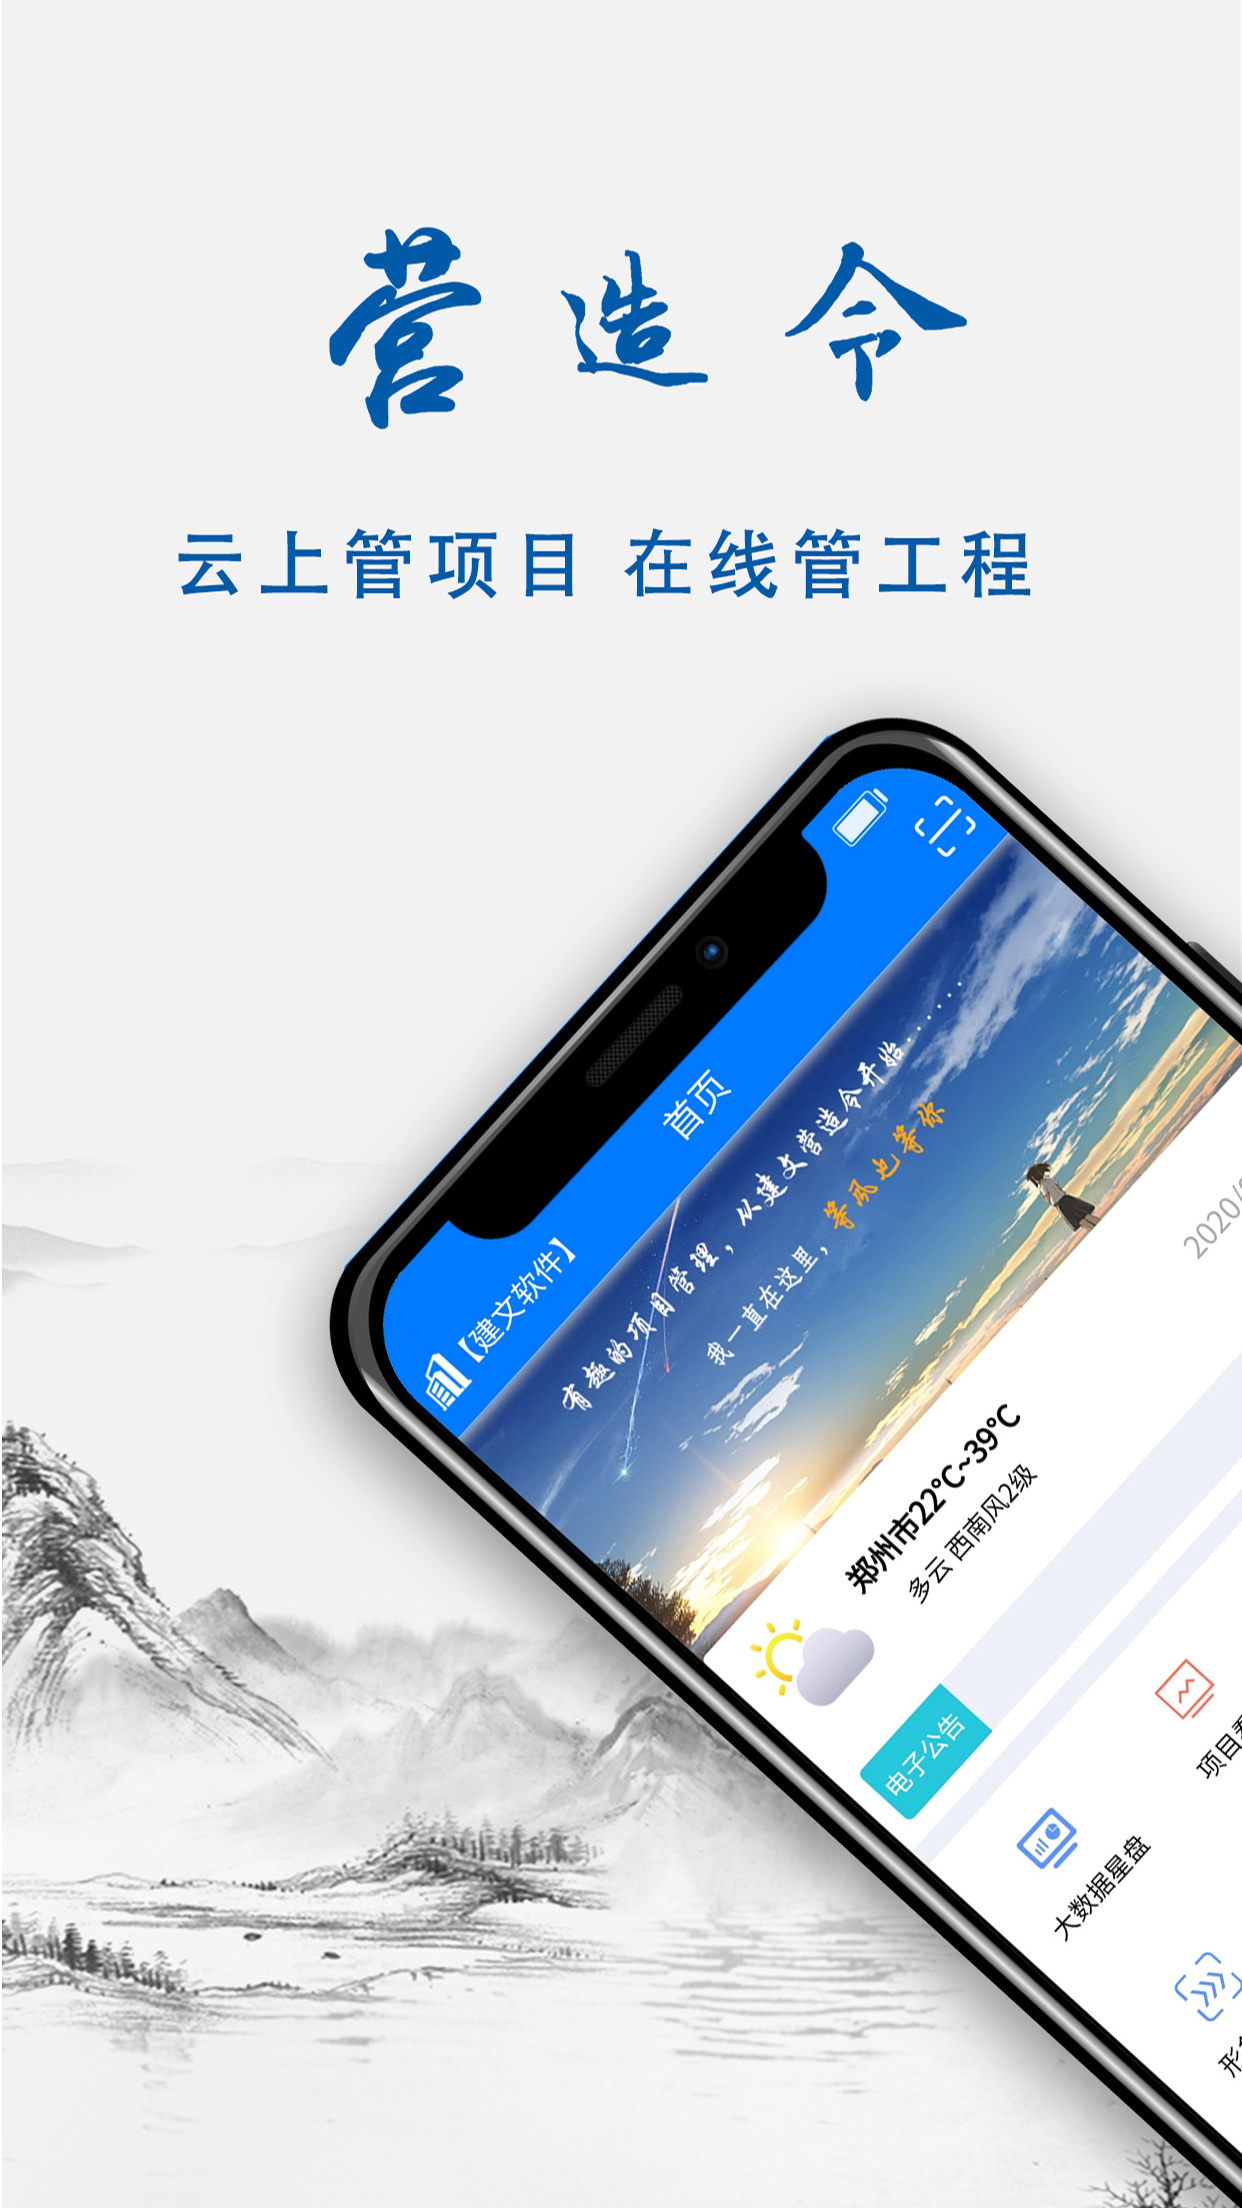 营造令
云上管项目 在线管工程
【建文软件】
首页
有趣的项目管理，从建文营造令开始......
我一直在这里，等风也等你
郑州市22℃~39℃
多云 西南风2级
2020/
电子公告
大数据星盘
项目